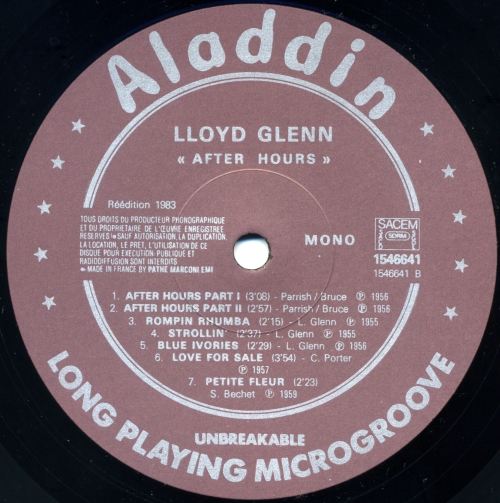 Aladdin
LLOYD GLENN
« AFTER HOURS »
Réédition 1983
TOUS DROITS DU PRODUCTEUR PHONOGRAPHIQUE
ET DU PROPRIETAIRE DE L'ŒUVRE ENREGISTREE
RESERVES SAUF AUTORISATION, LA DUPLICATION,
LA LOCATION, LE PRET, L'UTILISATION DE CE
DISQUE POUR EXECUTION PUBLIQUE ET
RADIODIFFUSION SONT INTERDITS
MADE IN FRANCE BY PATHE MARCONI EMI
MONO
SACEM
SDRM
1546641
1546641 B
1. AFTER HOURS PART I (3'06) - Parrish / Bruce ℗ 1956
2. AFTER HOURS PART II (2'57) - Parrish / Bruce ℗ 1956
3. ROMPIN RHUMBA (2'15) - L. Glenn ℗ 1955
4. STROLLIN' (2'37) - L. Glenn ℗ 1955
5. BLUE IVORIES (2'29) - L. Glenn ℗ 1956
6. LOVE FOR SALE (3'54) - C. Porter
℗ 1957
7. PETITE FLEUR (2'23)
S. Bechet ℗ 1959
UNBREAKABLE
LONG PLAYING MICROGROOVE